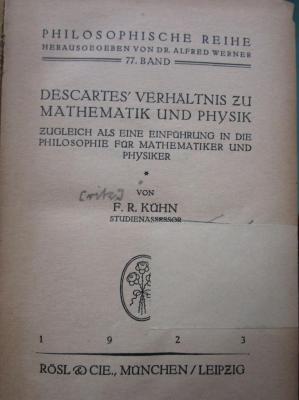 PHILOSOPHISCHE REIHE
HERAUSGEGEBEN VON DR. ALFRED WERNER
77. BAND
DESCARTES' VERHÄLTNIS ZU
MATHEMATIK UND PHYSIK
ZUGLEICH ALS EINE EINFÜHRUNG IN DIE
PHILOSOPHIE FÜR MATHEMATIKER UND
PHYSIKER
*
VON
F. R. KÜHN
STUDIENASSESSOR
1 9 2 3
RÖSL & CIE., MÜNCHEN / LEIPZIG